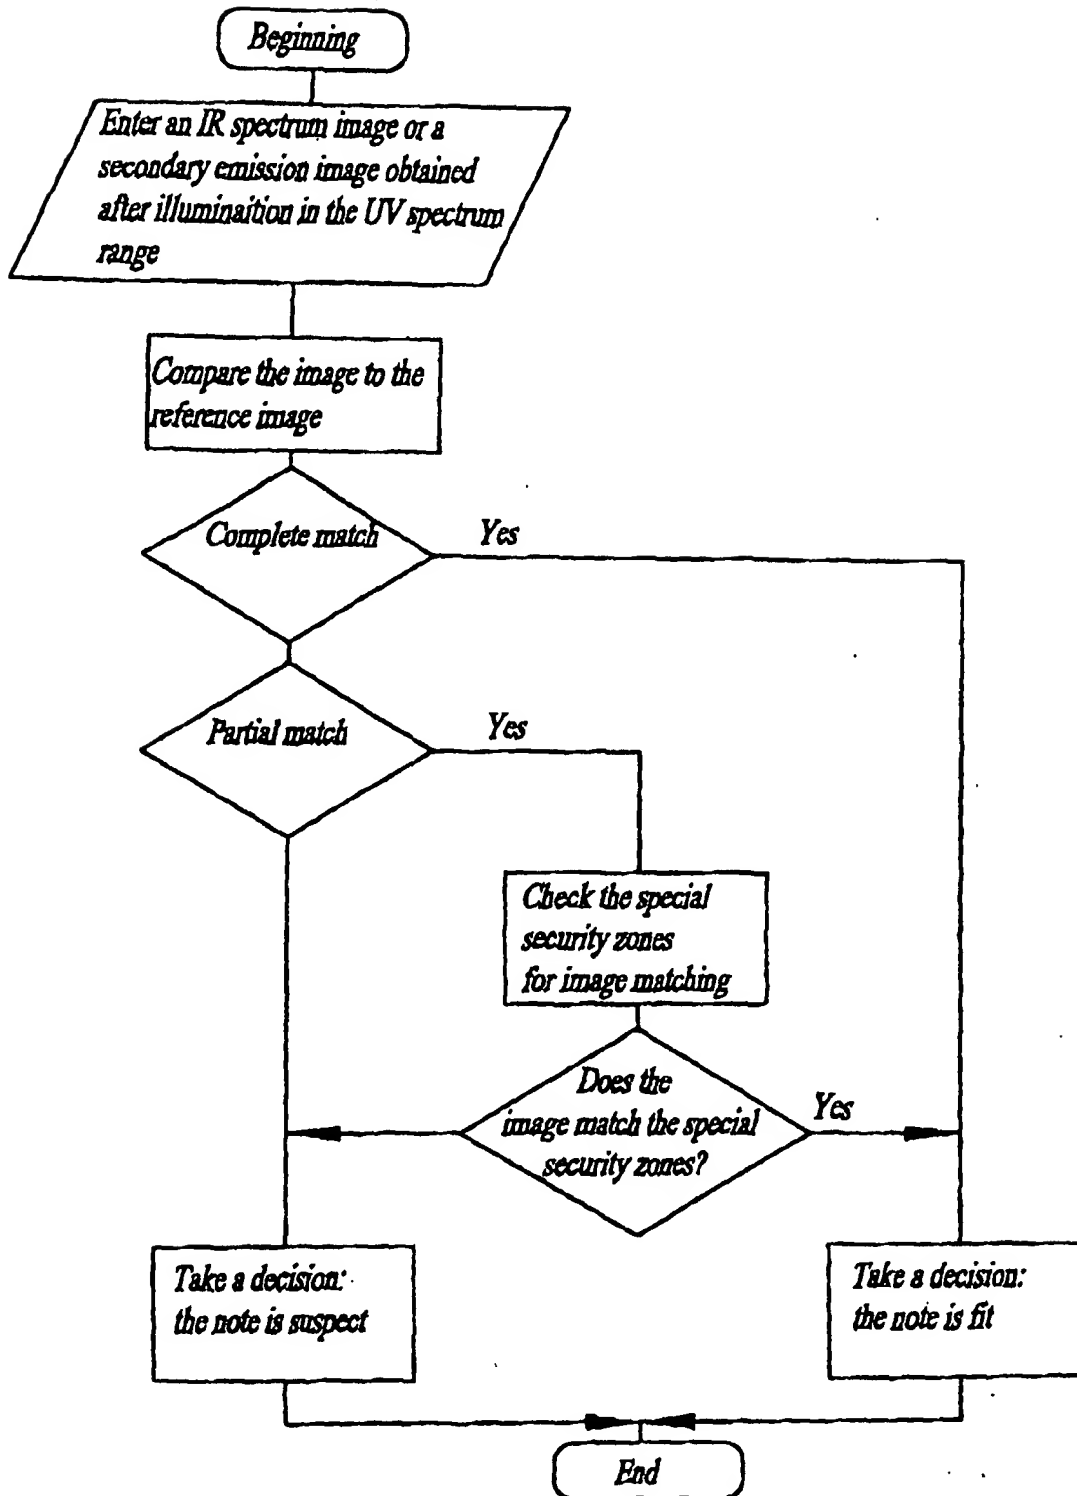 Beginning
Enter an IR spectrum image or a
secondary emission image obtained
after illuminaition in the UV spectrum
range
Compare the image to the
reference image
Complete match
Yes
Partial match
Yes
Check the special
security zones
for image matching
Does the
image match the special
security zones?
Yes
Take a decision:
the note is suspect
Take a decision:
the note is fit
End